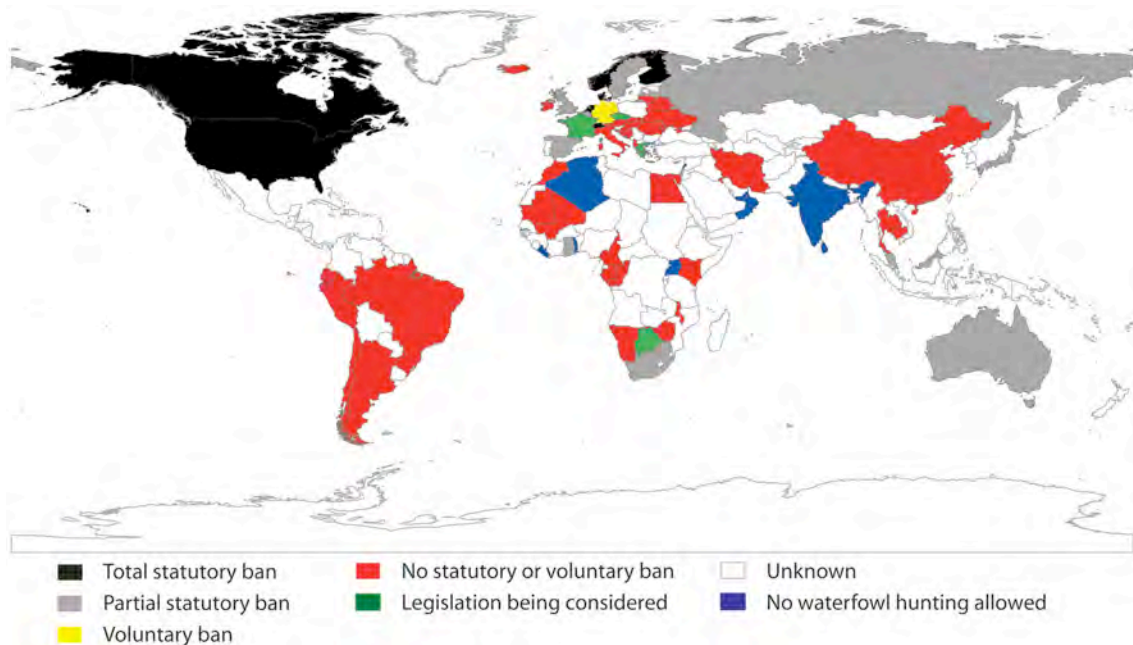 Total statutory ban
No statutory or voluntary ban
Unknown
Partial statutory ban
Legislation being considered
No waterfowl hunting allowed
Voluntary ban